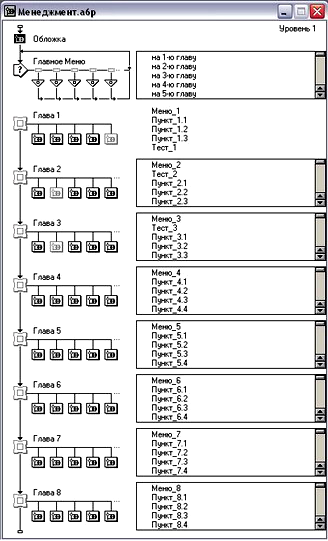 Менеджмент.абр
Уровень 1
Обложка
Главное Меню
?
на 1-ю главу
на 2-ю главу
на 3-ю главу
на 4-ю главу
на 5-ю главу
Глава 1
Меню_1
Пункт_1.1
Пункт_1.2
Пункт_1.3
Тест_1
Глава 2
Меню_2
Тест_2
Пункт_2.1
Пункт_2.2
Пункт_2.3
Глава 3
Меню_3
Тест_3
Пункт_3.1
Пункт_3.2
Пункт_3.3
Глава 4
Меню_4
Пункт_4.1
Пункт_4.2
Пункт_4.3
Пункт_4.4
Глава 5
Меню_5
Пункт_5.1
Пункт_5.2
Пункт_5.3
Пункт_5.4
Глава 6
Меню_6
Пункт_6.1
Пункт_6.2
Пункт_6.3
Пункт_6.4
Глава 7
Меню_7
Пункт_7.1
Пункт_7.2
Пункт_7.3
Пункт_7.4
Глава 8
Меню_8
Пункт_8.1
Пункт_8.2
Пункт_8.3
Пункт_8.4